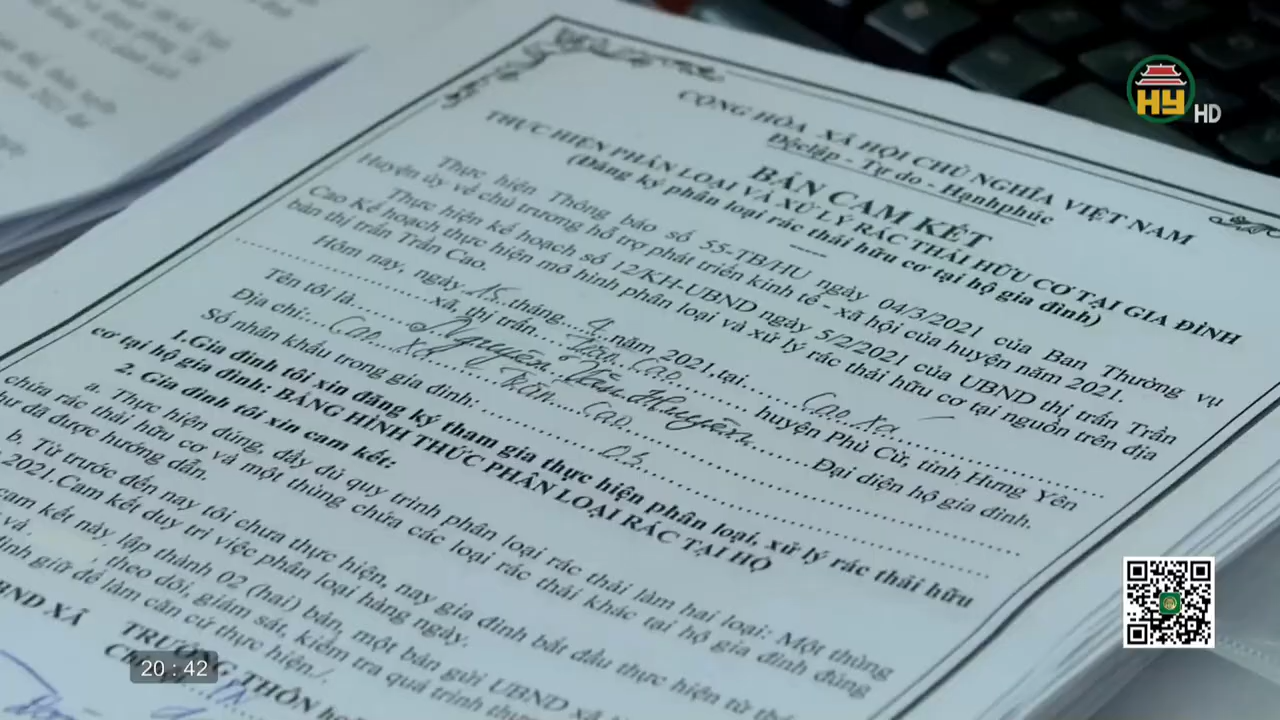 HY HD
CỘNG HÒA XÃ HỘI CHỦ NGHĨA VIỆT NAM
Độc lập - Tự do - Hạnh phúc
BẢN CAM KẾT
THỰC HIỆN PHÂN LOẠI VÀ XỬ LÝ RÁC THẢI HỮU CƠ TẠI GIA ĐÌNH
(Đăng ký phân loại rác thải hữu cơ tại hộ gia đình)
Thực hiện Thông báo số 55-TB/HU ngày 04/3/2021 của Ban Thường vụ
Huyện ủy về chủ trương hỗ trợ phát triển kinh tế - xã hội của huyện năm 2021.
Thực hiện kế hoạch số 12/KH-UBND ngày 5/2/2021 của UBND thị trấn Trần
Cao Kế hoạch thực hiện mô hình phân loại và xử lý rác thải hữu cơ tại nguồn trên địa
bàn thị trấn Trần Cao.
Hôm nay, ngày 15 tháng 4 năm 2021 tại Cao Xá
xã, thị trấn Trần Cao huyện Phù Cừ, tỉnh Hưng Yên
Tên tôi là Nguyễn Văn Huyên Đại diện hộ gia đình.
Địa chỉ: Cao Xá Trần Cao
Số nhân khẩu trong gia đình: 03
1.Gia đình tôi xin đăng ký tham gia thực hiện phân loại, xử lý rác thải hữu
cơ tại hộ gia đình: BẰNG HÌNH THỨC PHÂN LOẠI RÁC TẠI HỘ
2. Gia đình tôi xin cam kết:
a. Thực hiện đúng, đầy đủ quy trình phân loại rác thải làm hai loại: Một thùng
chứa rác thải hữu cơ và một thùng chứa các loại rác thải khác tại hộ gia đình đúng
như đã được hướng dẫn.
b. Từ trước đến nay tôi chưa thực hiện, nay gia đình bắt đầu thực hiện từ
2021. Cam kết duy trì việc phân loại hàng ngày.
cam kết này lập thành 02 (hai) bản, một bản gửi UBND
và theo dõi, giám sát, kiểm tra quá trình
giữ để làm căn cứ thực hiện./.
XÃ
TRƯỞNG THÔN
20 : 42